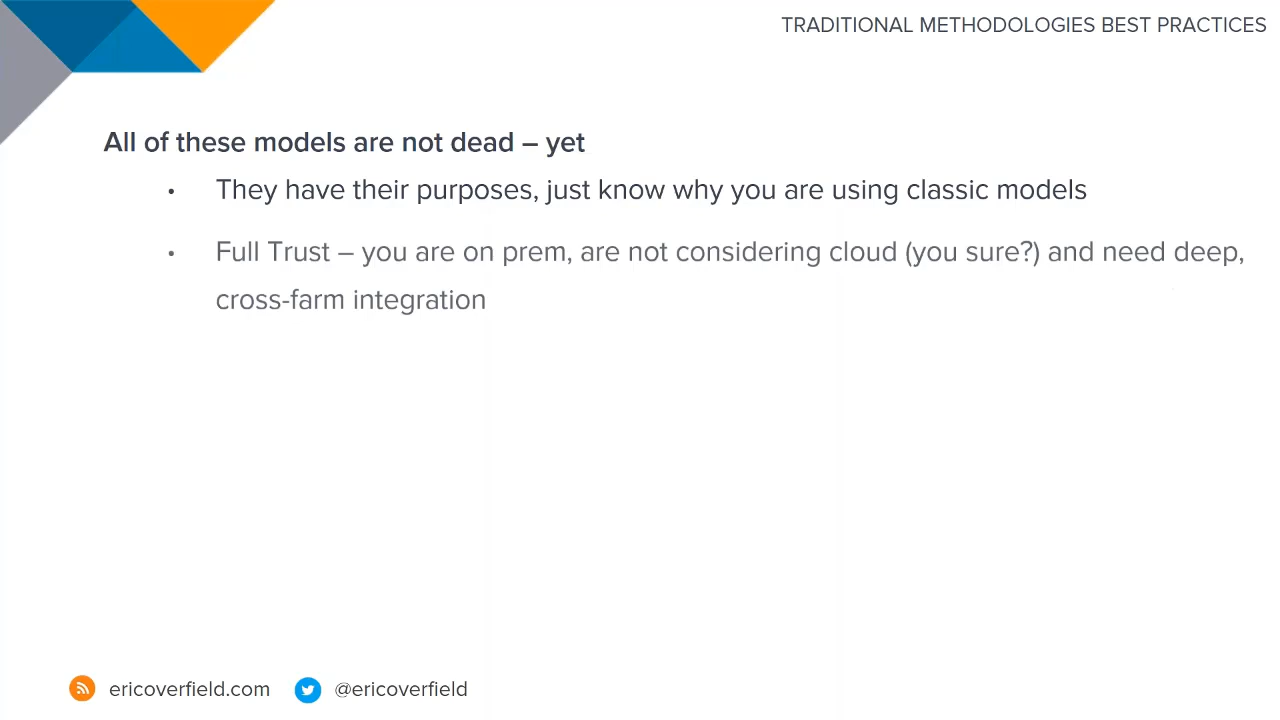 TRADITIONAL METHODOLOGIES BEST PRACTICES
All of these models are not dead – yet
• They have their purposes, just know why you are using classic models
• Full Trust – you are on prem, are not considering cloud (you sure?) and need deep,
cross-farm integration
ericoverfield.com
@ericoverfield